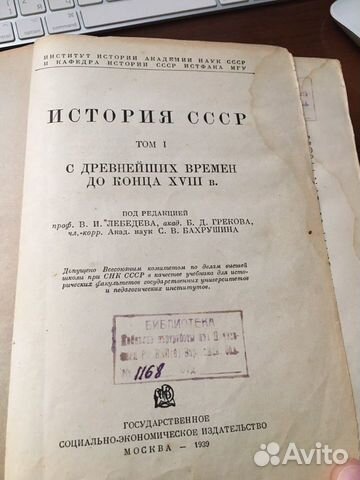 ИНСТИТУТ ИСТОРИИ АКАДЕМИИ НАУК СССР
И КАФЕДРА ИСТОРИИ СССР ИСТФАКА МГУ
ИСТОРИЯ СССР
ТОМ I
С ДРЕВНЕЙШИХ ВРЕМЕН
ДО КОНЦА XVIII в.
ПОД РЕДАКЦИЕЙ
проф. В. И. ЛЕБЕДЕВА, акад. Б. Д. ГРЕКОВА,
чл.-корр. Акад. наук С. В. БАХРУШИНА
Допущено Всесоюзным комитетом по делам высшей
школы при СНК СССР в качестве учебника для исто-
рических факультетов государственных университетов
и педагогических институтов.
БИБЛИОТЕКА
№ 1168
ГОСУДАРСТВЕННОЕ
СОЦИАЛЬНО-ЭКОНОМИЧЕСКОЕ ИЗДАТЕЛЬСТВО
МОСКВА — 1939
Avito